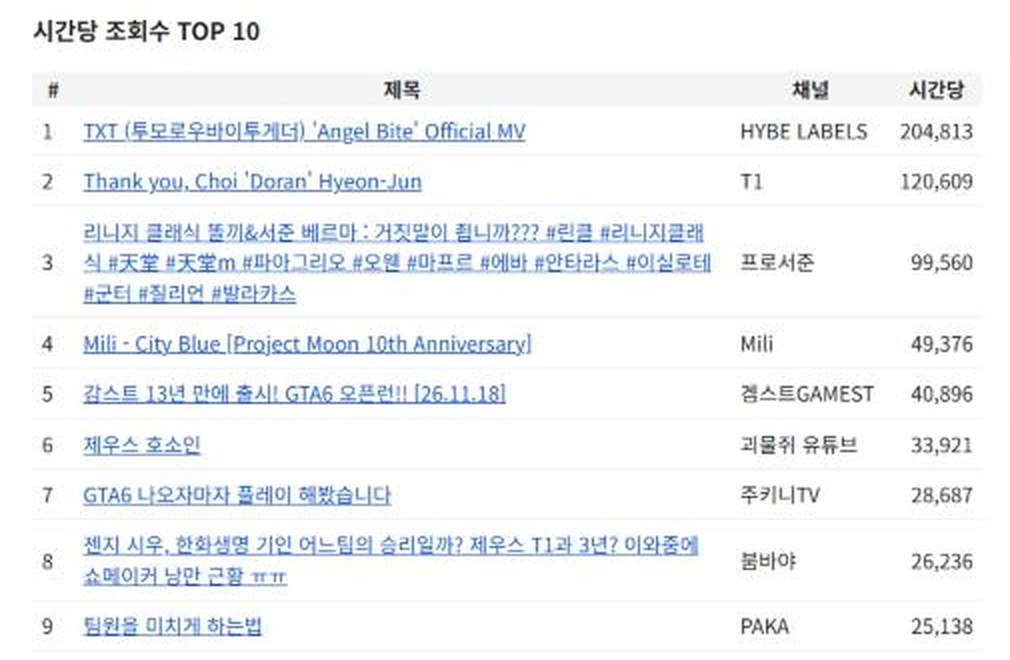 시간당 조회수 TOP 10
# 제목 채널 시간당
1 TXT (투모로우바이투게더) 'Angel Bite' Official MV HYBE LABELS 204,813
2 Thank you, Choi 'Doran' Hyeon-Jun T1 120,609
리니지 클래식 똘끼&서준 베르마 : 거짓말이 죕니까??? #린클 #리니지클래
3 식 #天堂 #天堂m #파아그리오 #오웬 #마프르 #에바 #안타라스 #이실로테 프로서준 99,560
#군터 #질리언 #발라카스
4 Mili - City Blue [Project Moon 10th Anniversary] Mili 49,376
5 감스트 13년 만에 출시! GTA6 오픈런!! [26.11.18] 겜스트GAMEST 40,896
6 제우스 호소인 괴물쥐 유튜브 33,921
7 GTA6 나오자마자 플레이 해봤습니다 주키니TV 28,687
젠지 시우, 한화생명 기인 어느팀의 승리일까? 제우스 T1과 3년? 이와중에
8 쇼메이커 낭만 근황 ㅠㅠ 붐바야 26,236
9 팀원을 미치게 하는법 PAKA 25,138